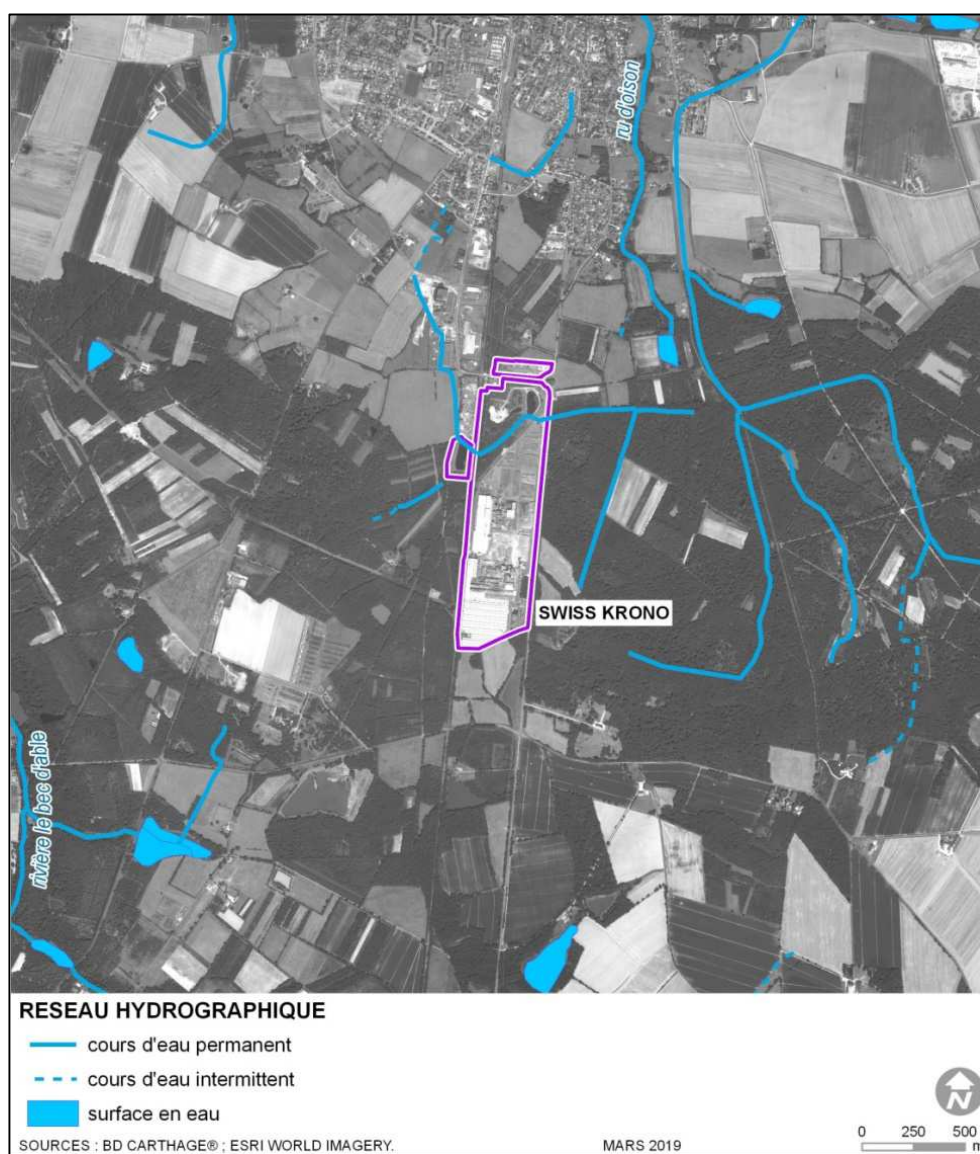 ru d'oison
SWISS KRONO
rivière le bec d'able
RESEAU HYDROGRAPHIQUE
cours d'eau permanent
cours d'eau intermittent
surface en eau
N
SOURCES : BD CARTHAGE® ; ESRI WORLD IMAGERY. MARS 2019
0 250 500
m